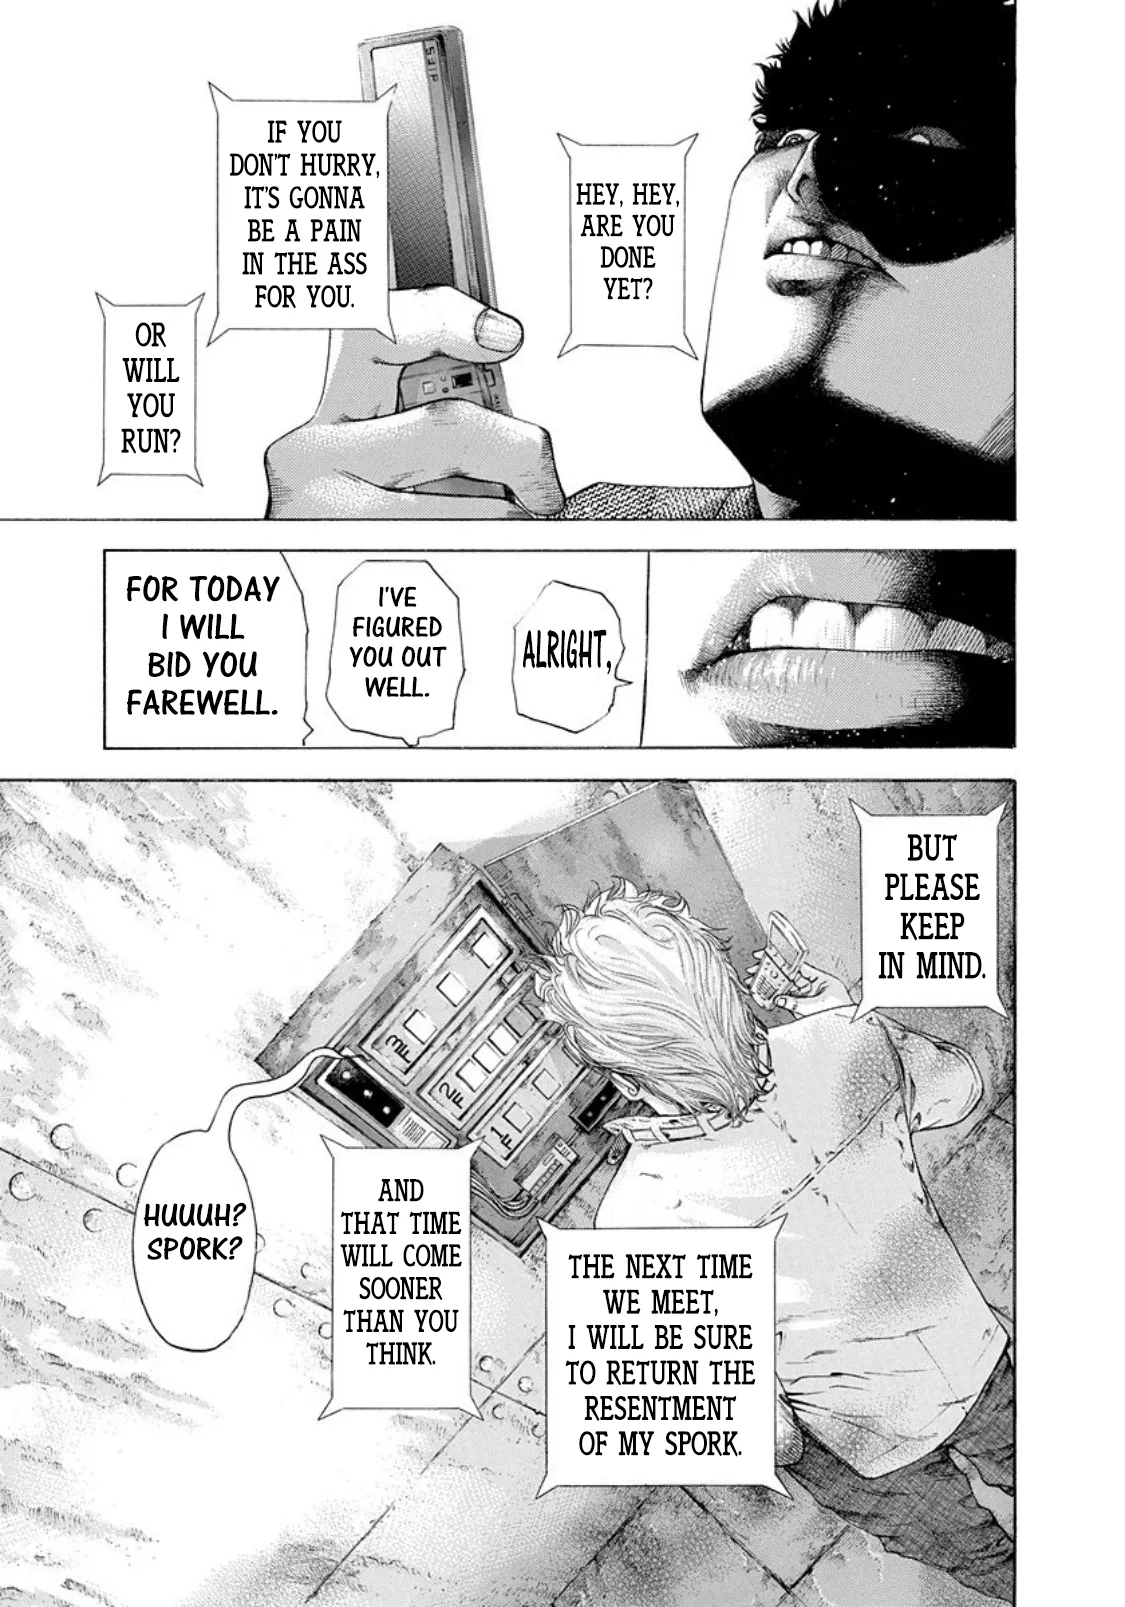 HEY, HEY,
ARE YOU
DONE
YET?
IF YOU
DON'T HURRY,
IT'S GONNA
BE A PAIN
IN THE ASS
FOR YOU.
OR
WILL
YOU
RUN?
ALRIGHT,
I'VE
FIGURED
YOU OUT
WELL.
FOR TODAY
I WILL
BID YOU
FAREWELL.
BUT
PLEASE
KEEP
IN MIND.
THE NEXT TIME
WE MEET,
I WILL BE SURE
TO RETURN THE
RESENTMENT
OF MY SPORK.
AND
THAT TIME
WILL COME
SOONER
THAN YOU
THINK.
HUUUH?
SPORK?
3F
2F
1F